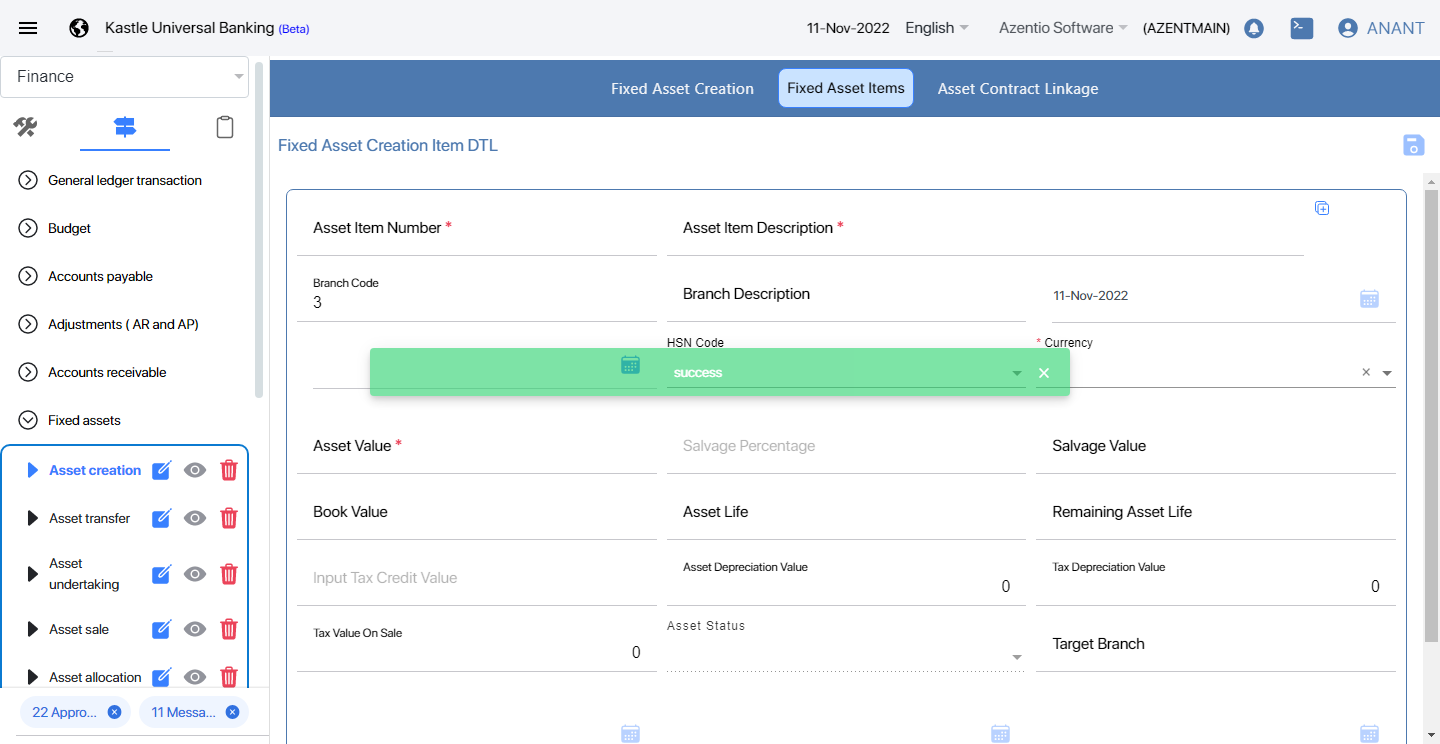 Kastle Universal Banking (Beta)
11-Nov-2022
English
Azentio Software
(AZENTMAIN)
ANANT
Finance
General ledger transaction
Budget
Accounts payable
Adjustments ( AR and AP)
Accounts receivable
Fixed assets
Asset creation
Asset transfer
Asset
undertaking
Asset sale
Asset allocation
22 Appro...
11 Messa...
Fixed Asset Creation
Fixed Asset Items
Asset Contract Linkage
Fixed Asset Creation Item DTL
Asset Item Number *
Asset Item Description *
Branch Code
3
Branch Description
11-Nov-2022
HSN Code
* Currency
success
Asset Value *
Salvage Percentage
Salvage Value
Book Value
Asset Life
Remaining Asset Life
Input Tax Credit Value
Asset Depreciation Value
0
Tax Depreciation Value
0
Tax Value On Sale
0
Asset Status
Target Branch